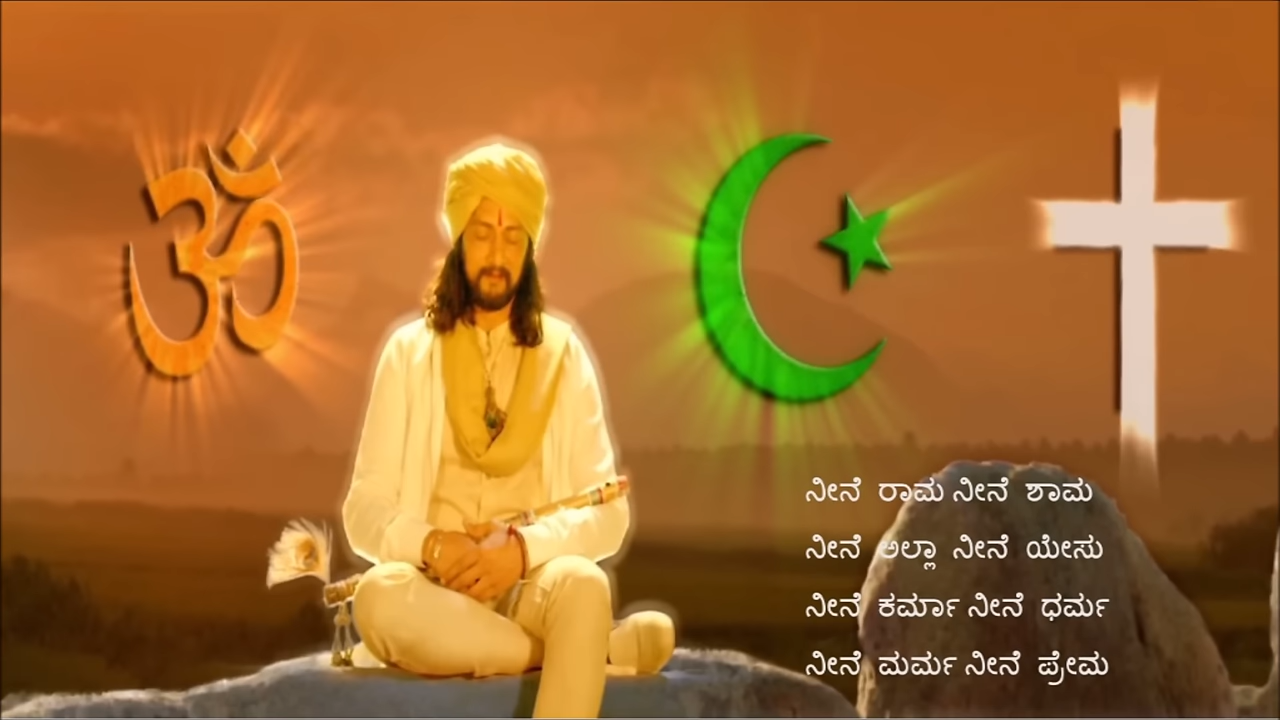 ನೀನೆ ರಾಮ ನೀನೆ ಶಾಮ
ನೀನೆ ಅಲ್ಲಾ ನೀನೆ ಯೇಸು
ನೀನೆ ಕರ್ಮಾ ನೀನೆ ಧರ್ಮ
ನೀನೆ ಮರ್ಮ ನೀನೆ ಪ್ರೇಮ